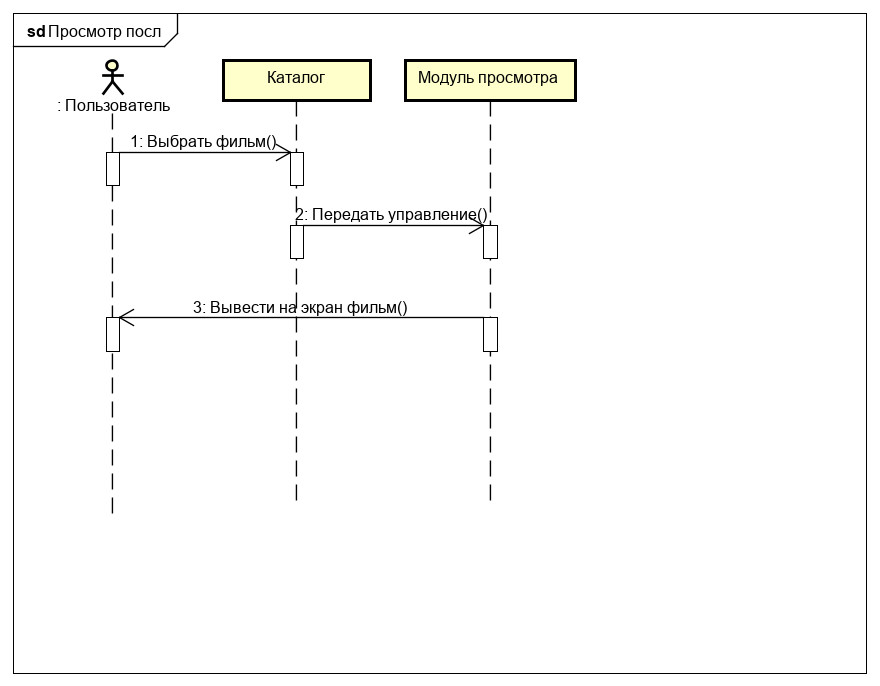 sd Просмотр посл
: Пользователь
Каталог
Модуль просмотра
1: Выбрать фильм()
2: Передать управление()
3: Вывести на экран фильм()